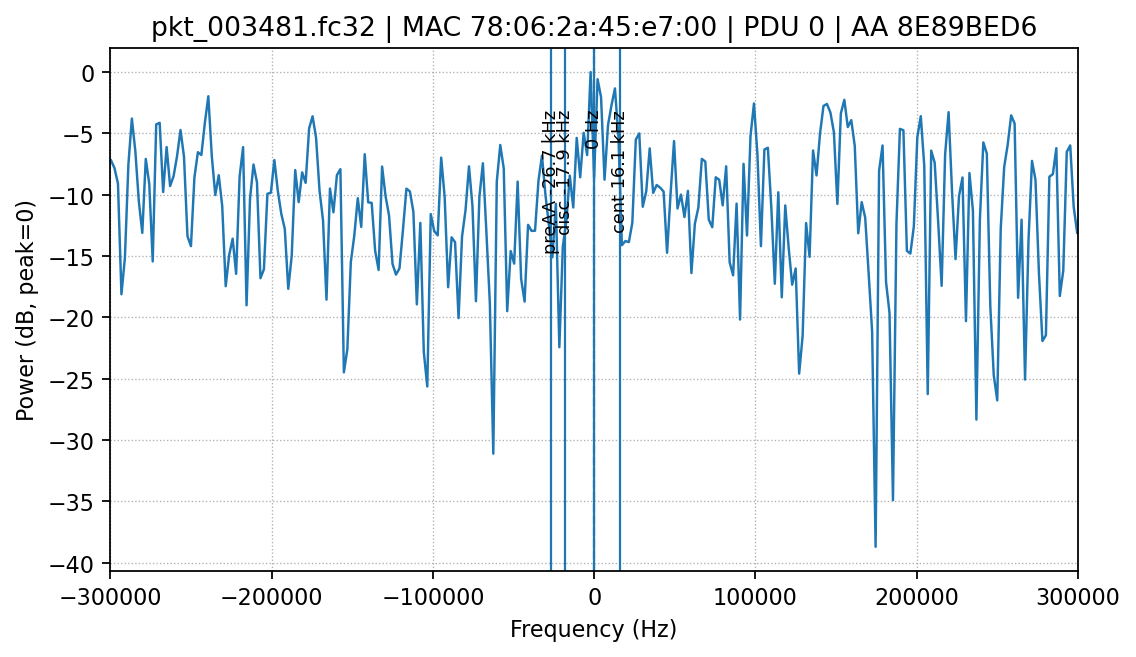 pkt_003481.fc32 | MAC 78:06:2a:45:e7:00 | PDU 0 | AA 8E89BED6
Power (dB, peak=0)
0
−5
−10
−15
−20
−25
−30
−35
−40
preAA -26.7 kHz
disc -17.9 kHz
0 Hz
cent 16.1 kHz
−300000
−200000
−100000
0
100000
200000
300000
Frequency (Hz)